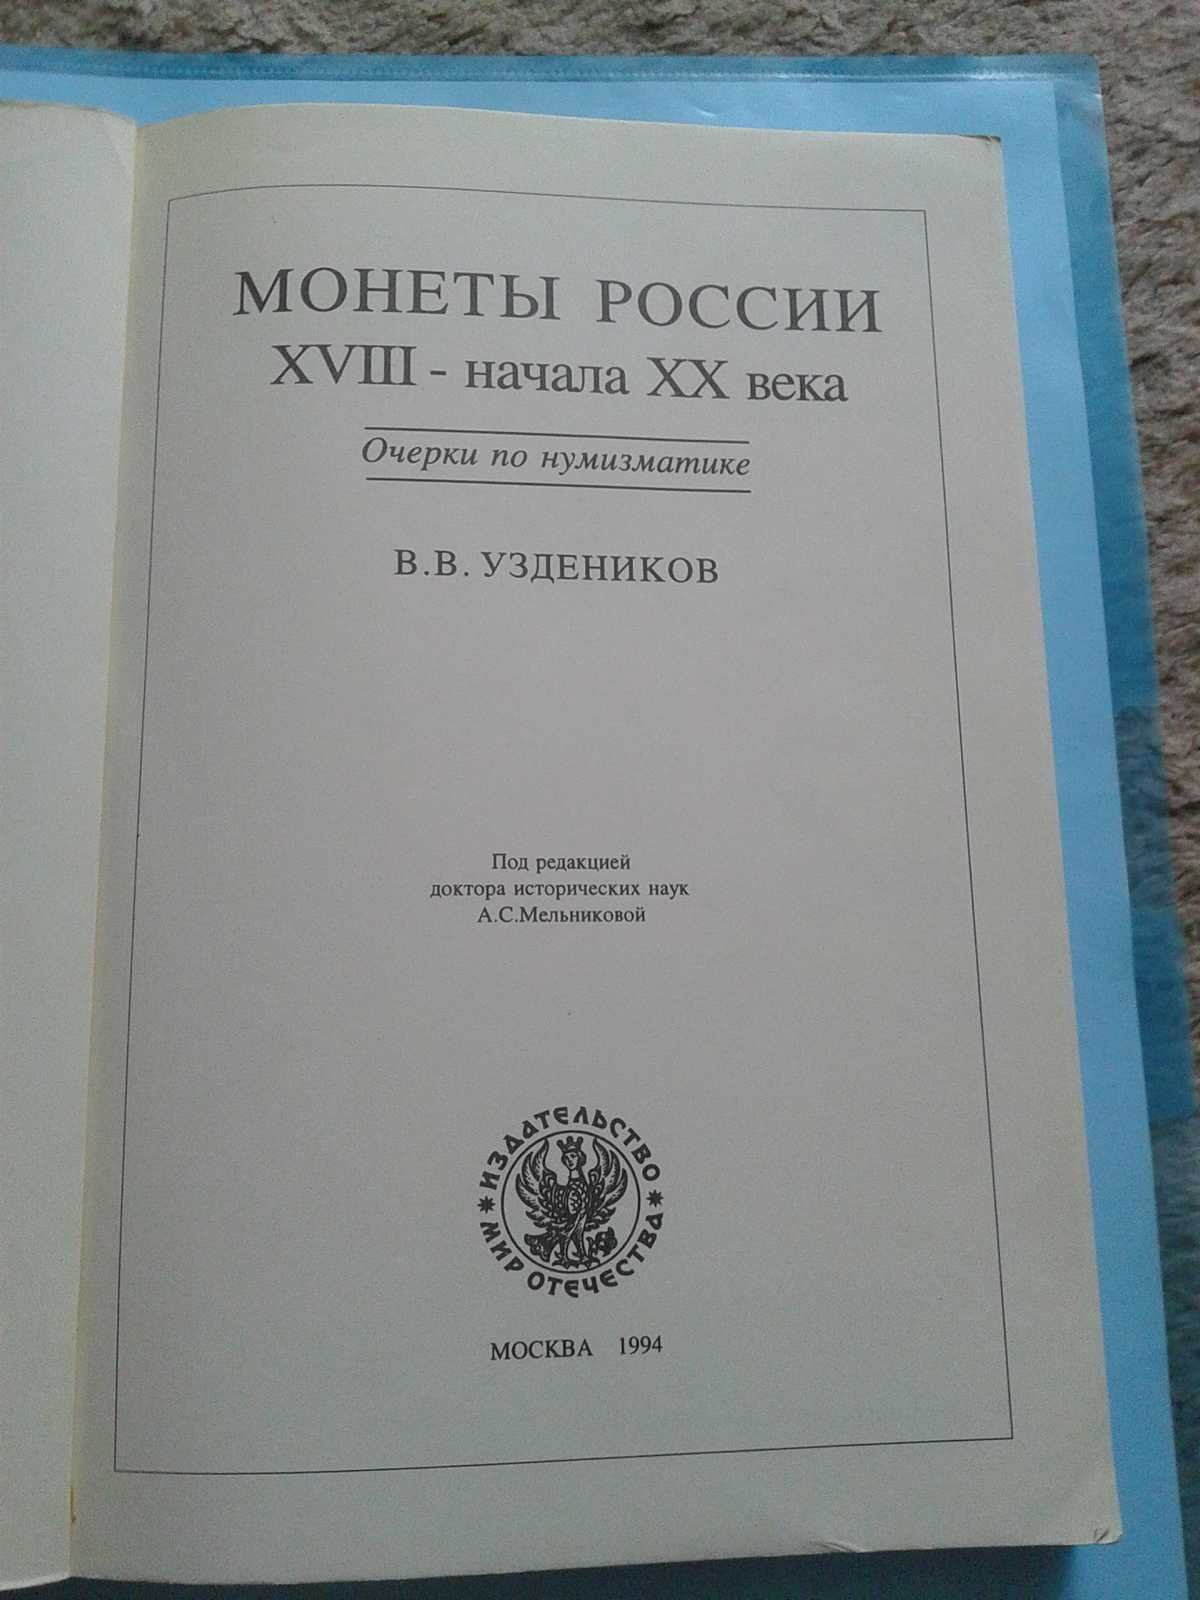 МОНЕТЫ РОССИИ
XVIII - начала XX века
Очерки по нумизматике
В.В. УЗДЕНИКОВ
Под редакцией
доктора исторических наук
А.С.Мельниковой
ИЗДАТЕЛЬСТВО
МИР ОТЕЧЕСТВА
МОСКВА 1994